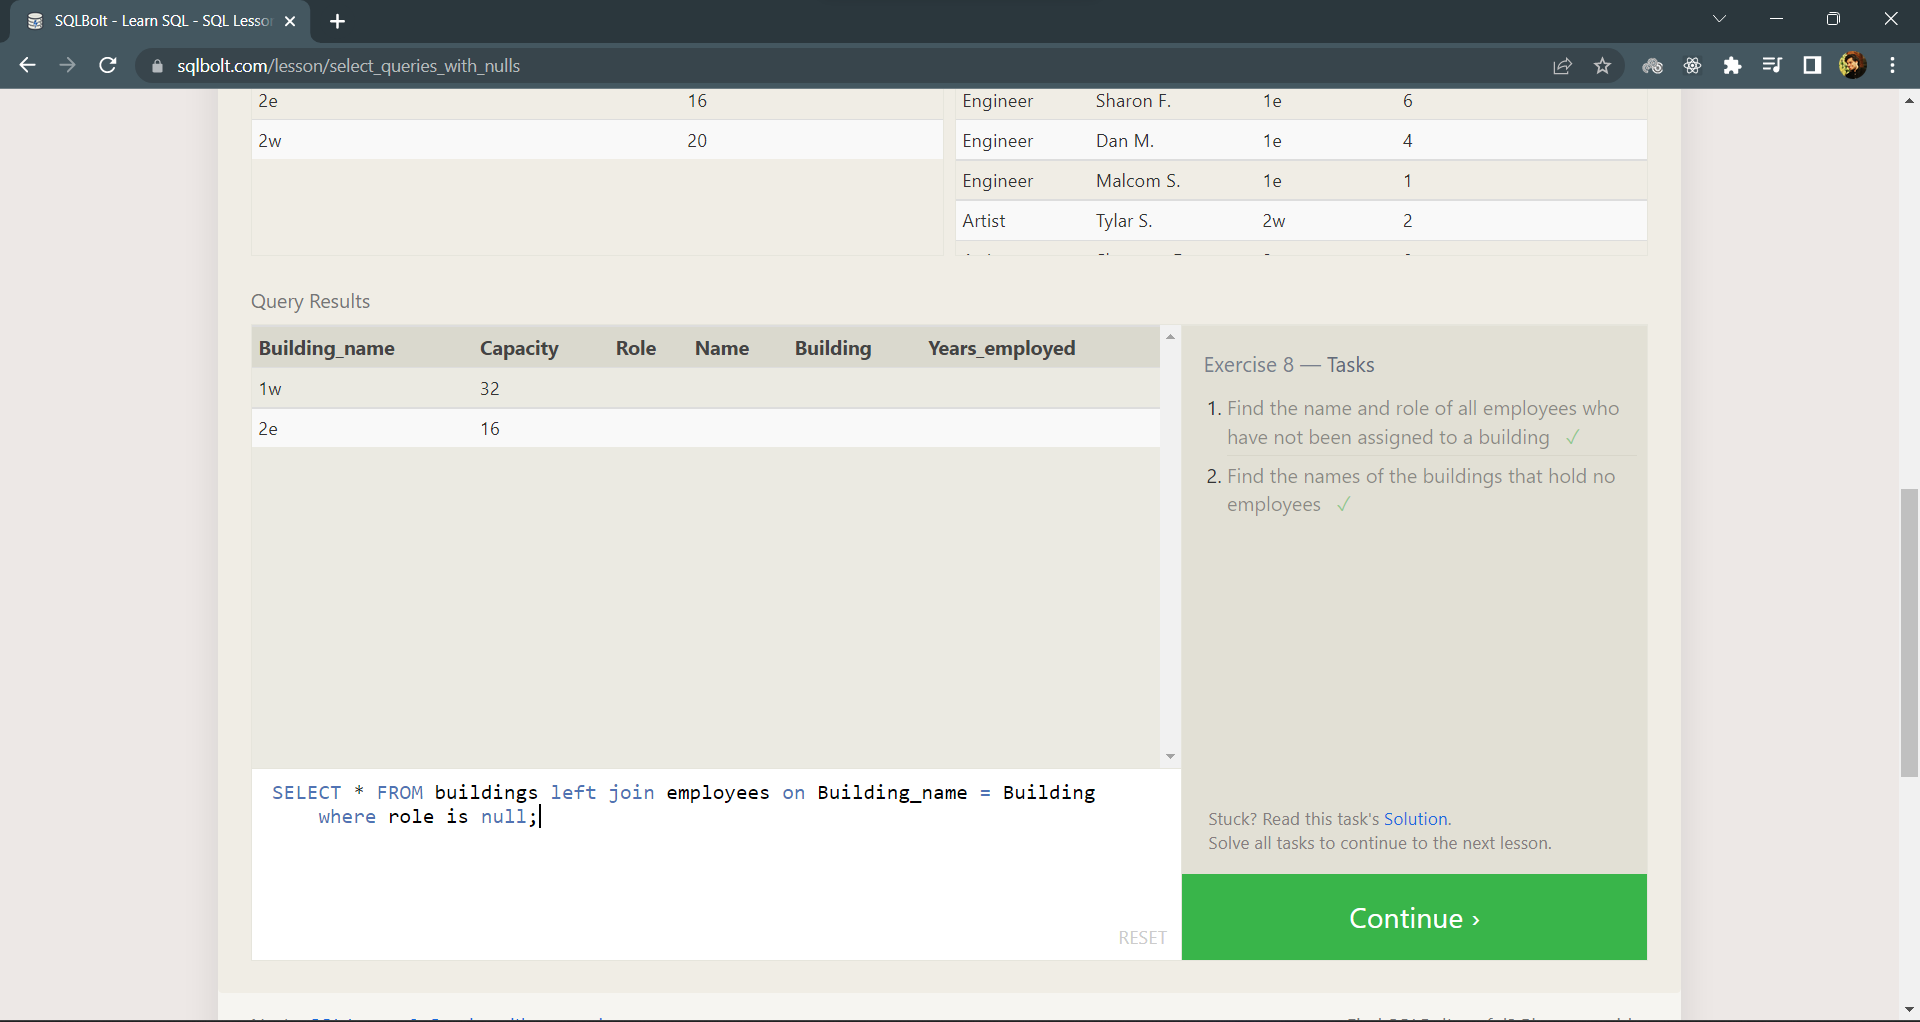 SQLBolt - Learn SQL - SQL Lesso
sqlbolt.com/lesson/select_queries_with_nulls
2e 16
2w 20
Engineer Sharon F. 1e 6
Engineer Dan M. 1e 4
Engineer Malcom S. 1e 1
Artist Tylar S. 2w 2
Query Results
Building_name Capacity Role Name Building Years_employed
1w 32
2e 16
Exercise 8 — Tasks
1. Find the name and role of all employees who
have not been assigned to a building ✓
2. Find the names of the buildings that hold no
employees ✓
SELECT * FROM buildings left join employees on Building_name = Building
where role is null;
RESET
Stuck? Read this task's Solution.
Solve all tasks to continue to the next lesson.
Continue ›